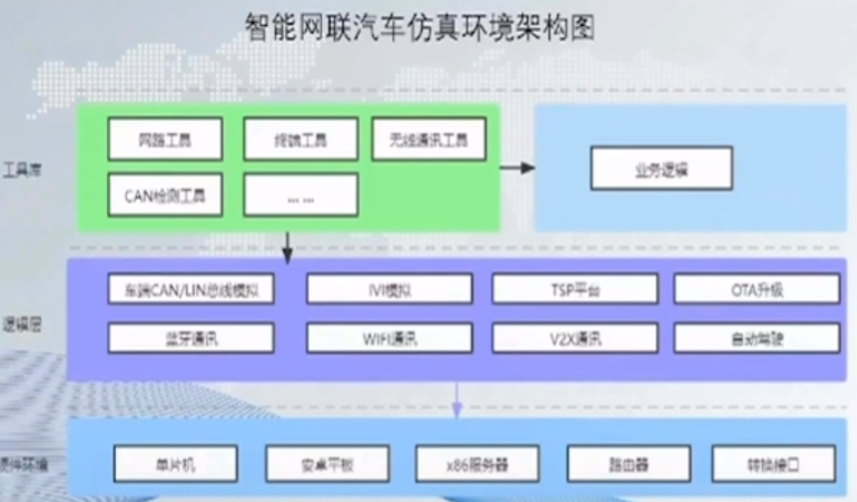 智能网联汽车仿真环境架构图
工具库
网路工具
终端工具
无线通讯工具
CAN检测工具
... ...
业务逻辑
逻辑层
车端CAN/LIN总线模拟
IVI模拟
TSP平台
OTA升级
蓝牙通讯
WIFI通讯
V2X通讯
自动驾驶
硬件环境
单片机
安卓平板
x86服务器
路由器
转换接口